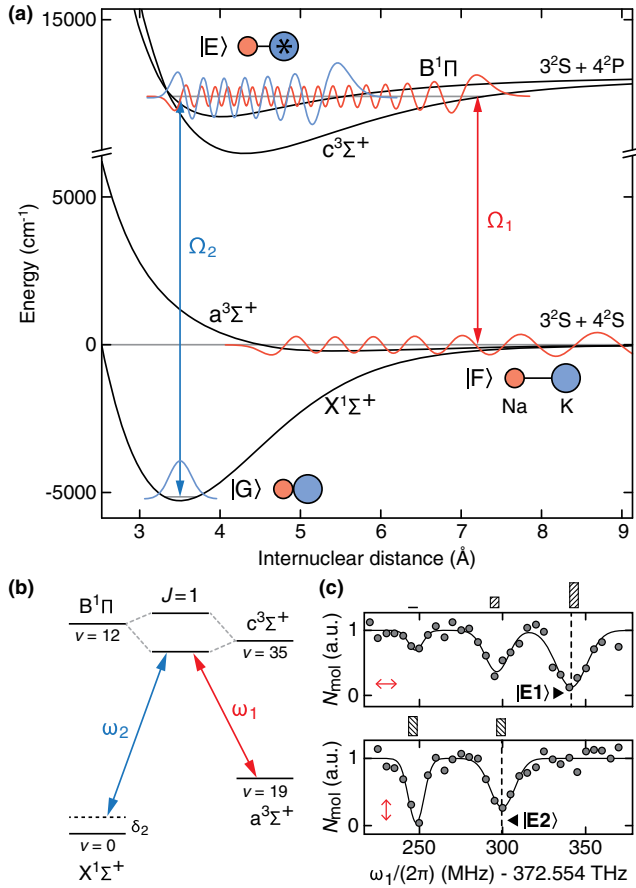 (a)
15000
5000
0
-5000
Energy (cm⁻¹)
|E⟩
*
B¹Π
3²S + 4²P
c³Σ⁺
Ω₂
Ω₁
a³Σ⁺
3²S + 4²S
|F⟩
Na K
X¹Σ⁺
|G⟩
3 4 5 6 7 8 9
Internuclear distance (Å)
(b)
B¹Π
J=1
v = 12
c³Σ⁺
v = 35
ω₂
ω₁
v = 19
a³Σ⁺
δ₂
v = 0
X¹Σ⁺
(c)
N_mol (a.u.)
1
0
|E1⟩
N_mol (a.u.)
1
0
|E2⟩
250 300 350
ω₁/(2π) (MHz) - 372.554 THz